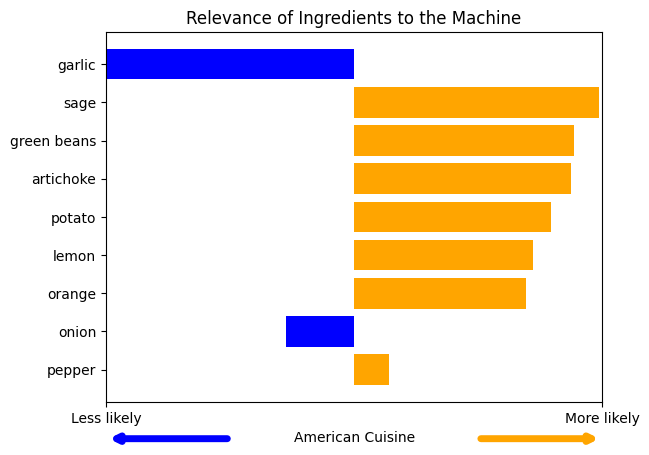 Relevance of Ingredients to the Machine
garlic
sage
green beans
artichoke
potato
lemon
orange
onion
pepper
Less likely
More likely
American Cuisine